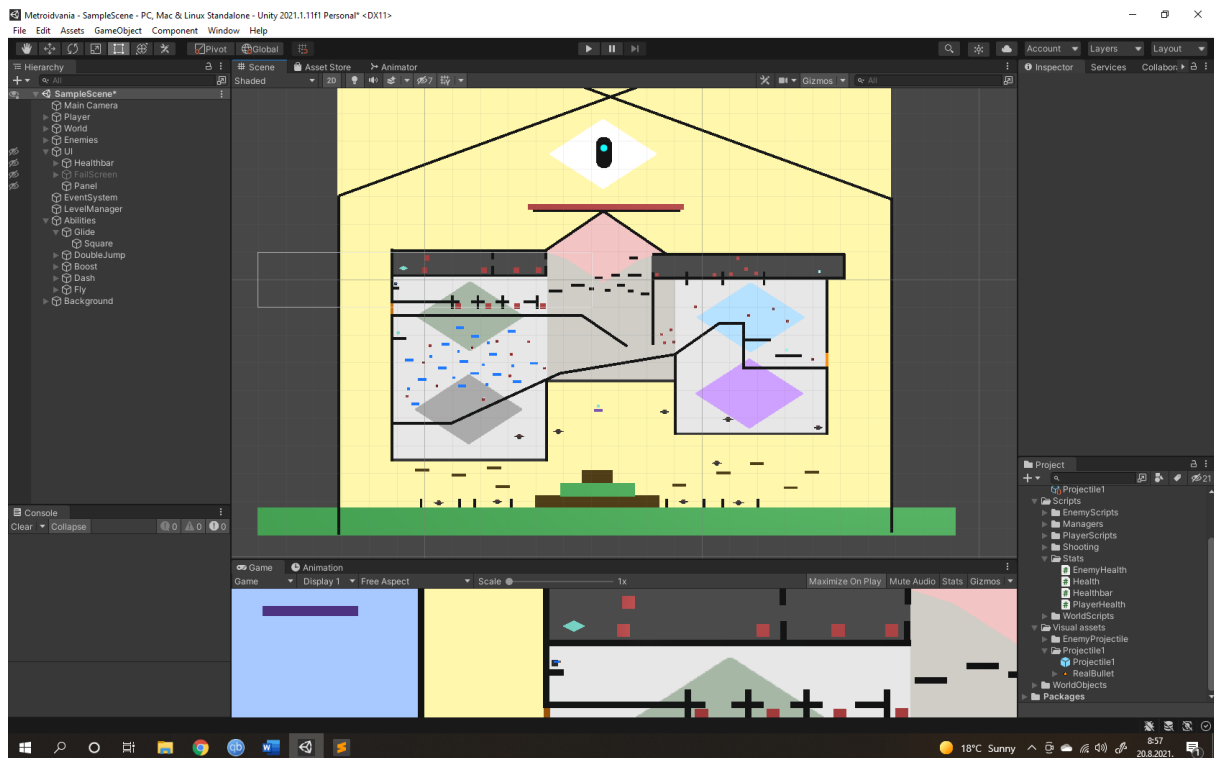 Metroidvania - SampleScene - PC, Mac & Linux Standalone - Unity 2021.1.11f1 Personal* <DX11>
File Edit Assets GameObject Component Window Help
Pivot Global Account Layers Layout
Hierarchy
All
SampleScene*
Main Camera
Player
World
Enemies
UI
Healthbar
FailScreen
Panel
EventSystem
LevelManager
Abilities
Glide
Square
DoubleJump
Boost
Dash
Fly
Background
Scene Asset Store Animator
Shaded 2D 7 Gizmos All
Inspector Services Collabor
Console
Clear Collapse 0 0 0
Game Animation
Game Display 1 Free Aspect Scale 1x Maximize On Play Mute Audio Stats Gizmos
Project
21
Projectile1
Scripts
EnemyScripts
Managers
PlayerScripts
Shooting
Stats
EnemyHealth
Health
Healthbar
PlayerHealth
WorldScripts
Visual assets
EnemyProjectile
Projectile1
Projectile1
RealBullet
WorldObjects
Packages
18°C Sunny
8:57
20.8.2021.